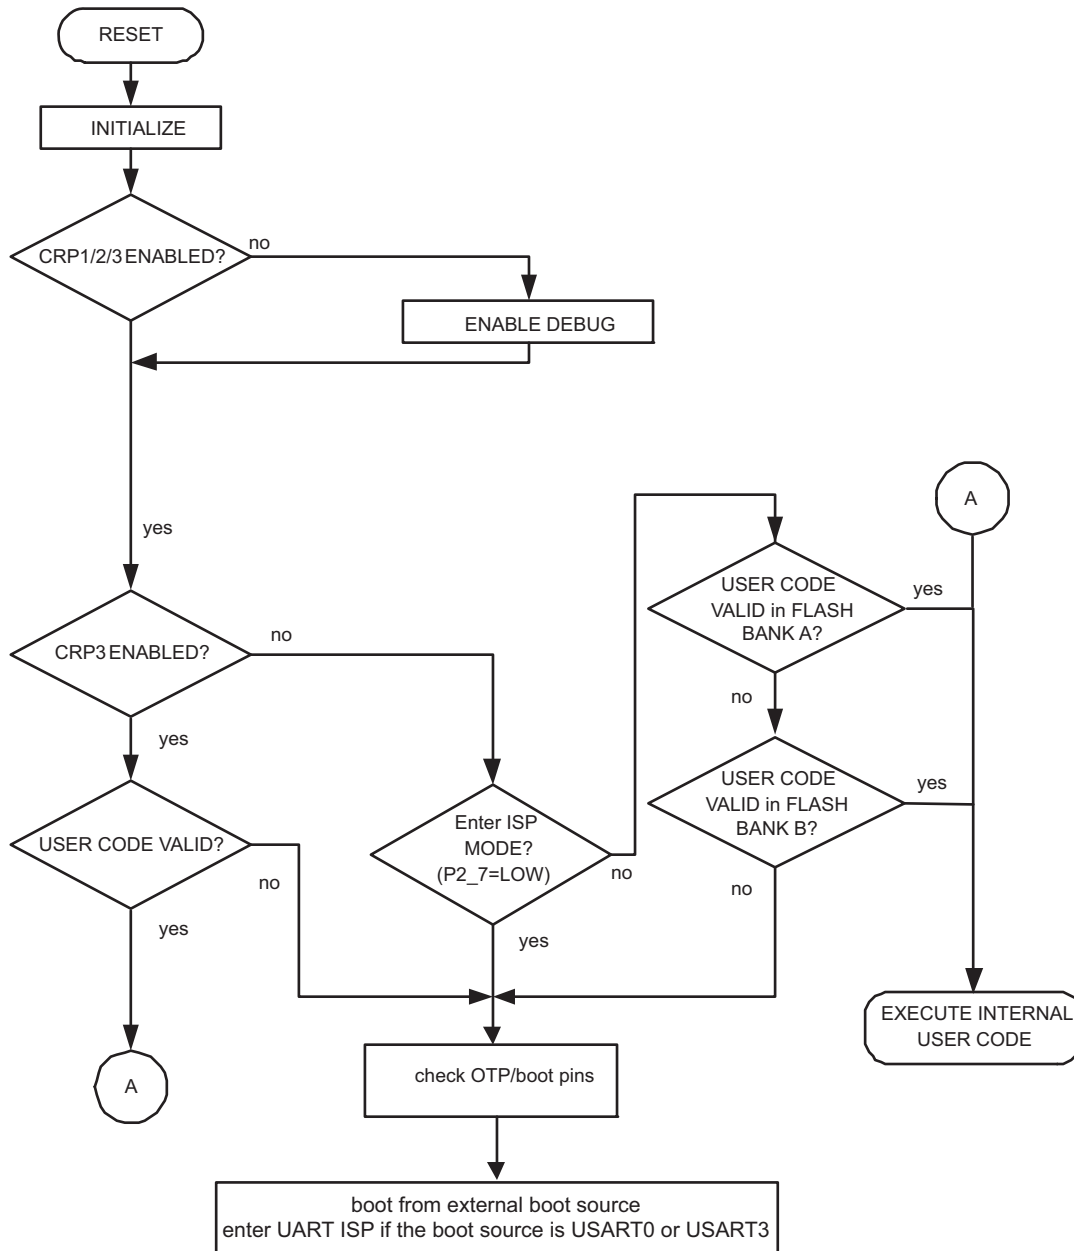 RESET
INITIALIZE
CRP1/2/3 ENABLED?
no
ENABLE DEBUG
yes
A
USER CODE
VALID in FLASH
BANK A?
yes
CRP3 ENABLED?
no
no
yes
USER CODE
VALID in FLASH
BANK B?
yes
USER CODE VALID?
Enter ISP
MODE?
(P2_7=LOW)
no
no
no
yes
yes
EXECUTE INTERNAL
USER CODE
check OTP/boot pins
A
boot from external boot source
enter UART ISP if the boot source is USART0 or USART3